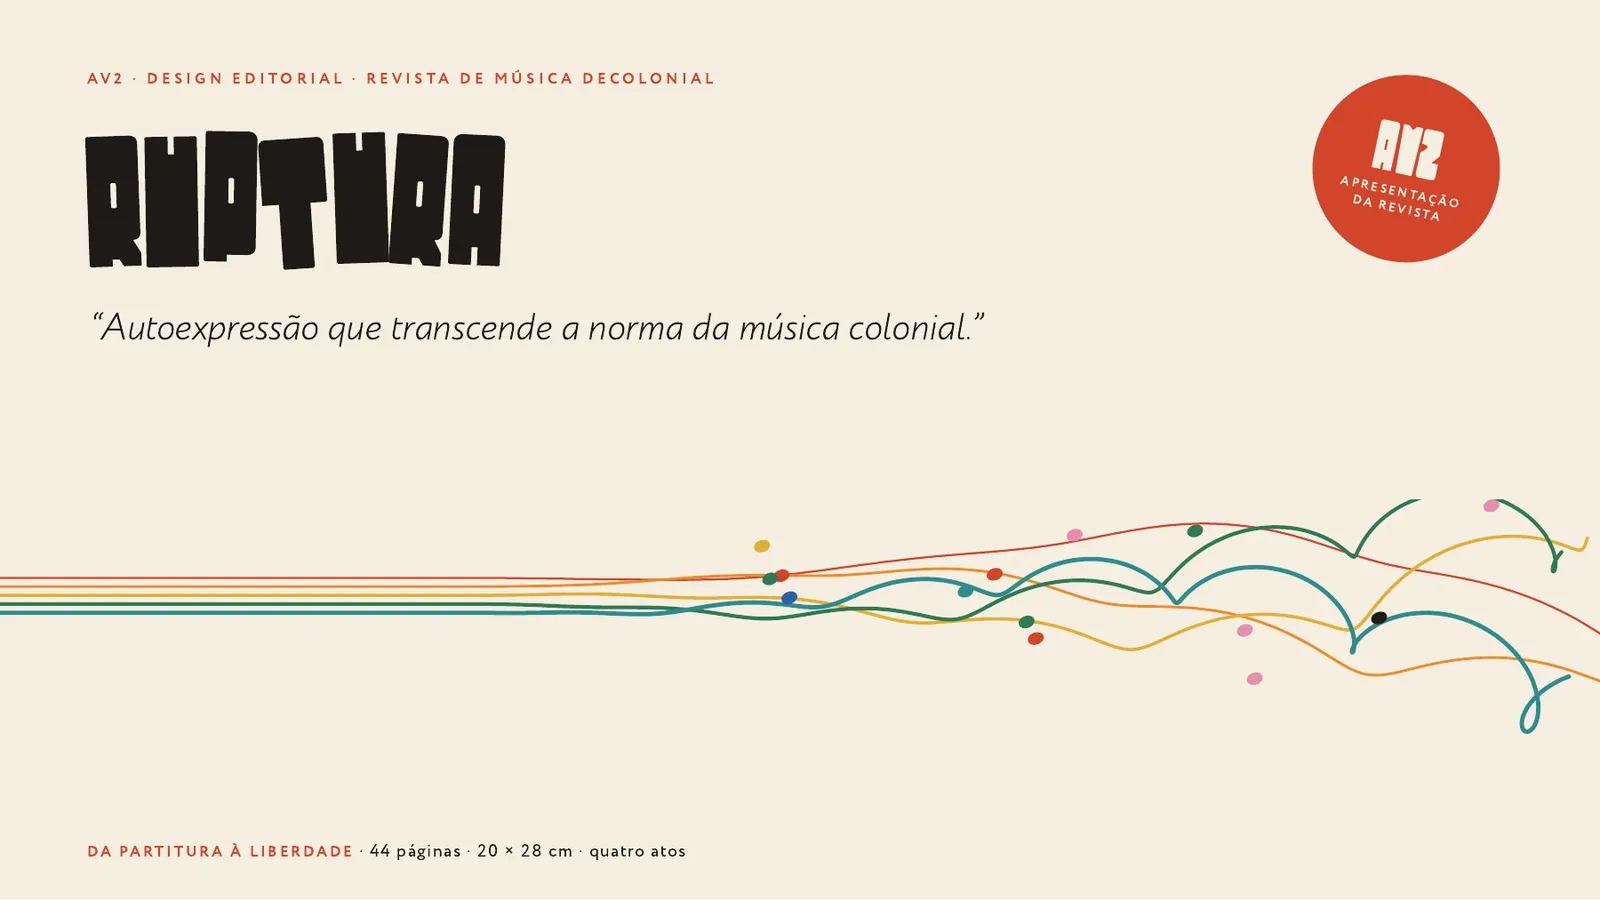 AV2 · DESIGN EDITORIAL · REVISTA DE MÚSICA DECOLONIAL
RUPTURA
AV2
APRESENTAÇÃO
DA REVISTA
“Autoexpressão que transcende a norma da música colonial.”
DA PARTITURA À LIBERDADE · 44 páginas · 20 × 28 cm · quatro atos